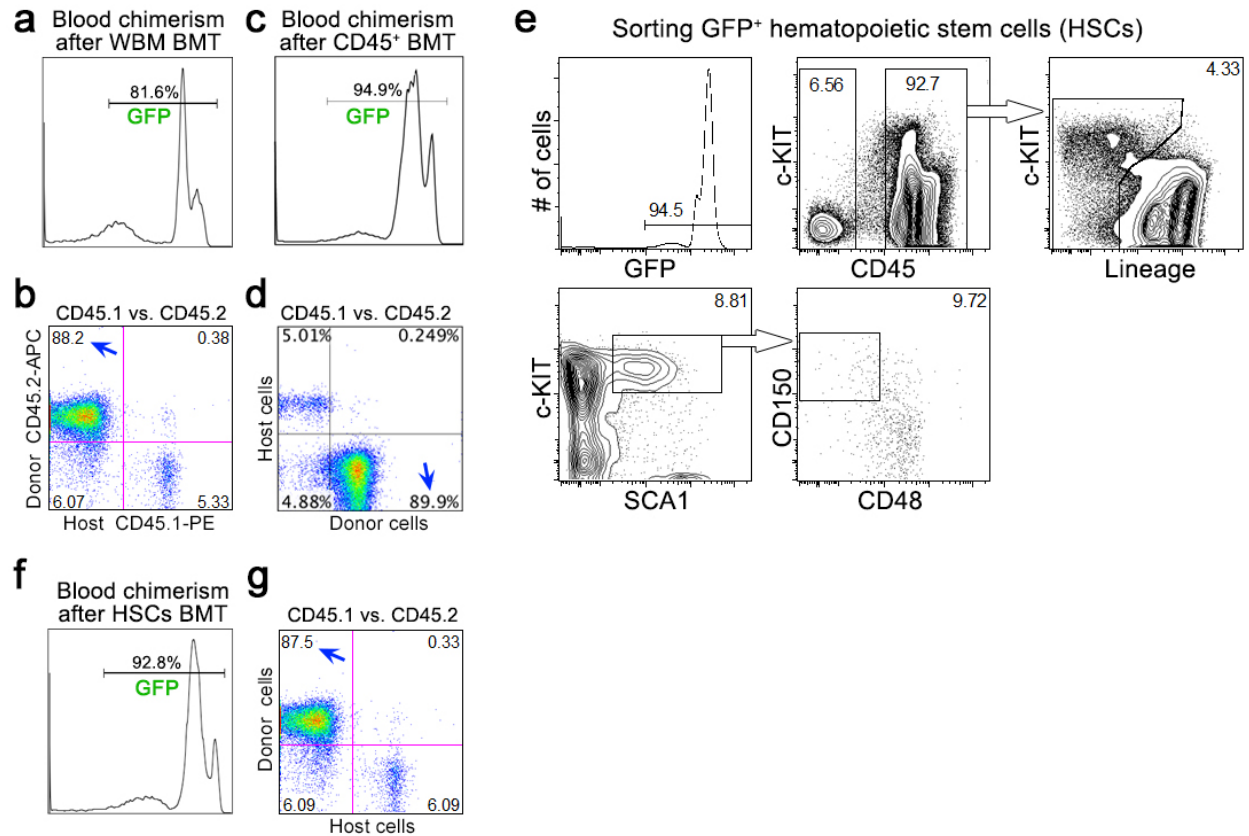 a
Blood chimerism
after WBM BMT
81.6%
GFP
c
Blood chimerism
after CD45⁺ BMT
94.9%
GFP
e
Sorting GFP⁺ hematopoietic stem cells (HSCs)
# of cells
94.5
GFP
c-KIT
6.56
92.7
CD45
c-KIT
4.33
Lineage
b
CD45.1 vs. CD45.2
88.2
0.38
6.07
5.33
Donor CD45.2-APC
Host CD45.1-PE
d
CD45.1 vs. CD45.2
5.01%
0.249%
4.88%
89.9%
Host cells
Donor cells
8.81
c-KIT
SCA1
9.72
CD150
CD48
f
Blood chimerism
after HSCs BMT
92.8%
GFP
g
CD45.1 vs. CD45.2
87.5
0.33
6.09
6.09
Donor cells
Host cells